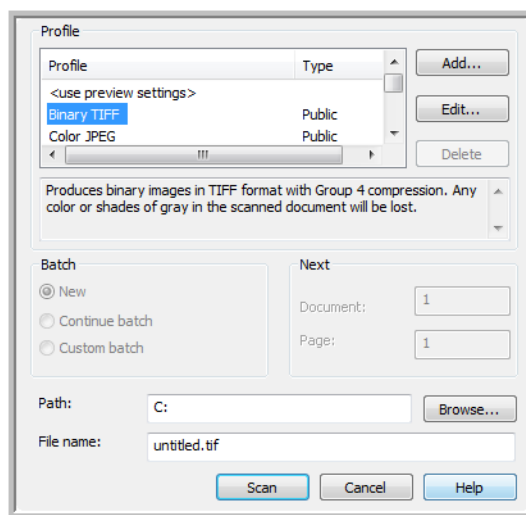 Profile
Profile Type
Add...
<use preview settings>
Binary TIFF Public
Edit...
Color JPEG Public
Delete
Produces binary images in TIFF format with Group 4 compression. Any
color or shades of gray in the scanned document will be lost.
Batch
New
Continue batch
Custom batch
Next
Document: 1
Page: 1
Path: C: Browse...
File name: untitled.tif
Scan Cancel Help